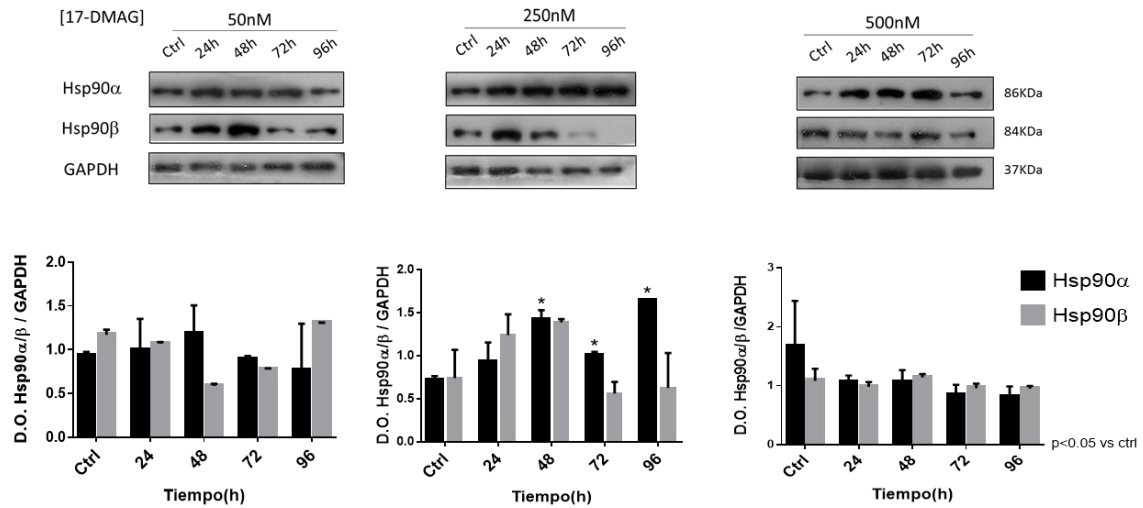 [17-DMAG] 50nM 250nM 500nM
Ctrl 24h 48h 72h 96h Ctrl 24h 48h 72h 96h Ctrl 24h 48h 72h 96h
Hsp90α 86KDa
Hsp90β 84KDa
GAPDH 37KDa
D.O. Hsp90α/β / GAPDH
2.0
1.5
1.0
0.5
0.0
Ctrl 24 48 72 96
Tiempo(h)
D.O. Hsp90α/β / GAPDH
2.0
1.5
1.0
0.5
0.0
* * *
Ctrl 24 48 72 96
Tiempo(h)
D.O. Hsp90α/β /GAPDH
3
2
1
0
Ctrl 24 48 72 96
Tiempo(h)
Hsp90α
Hsp90β
p<0.05 vs ctrl